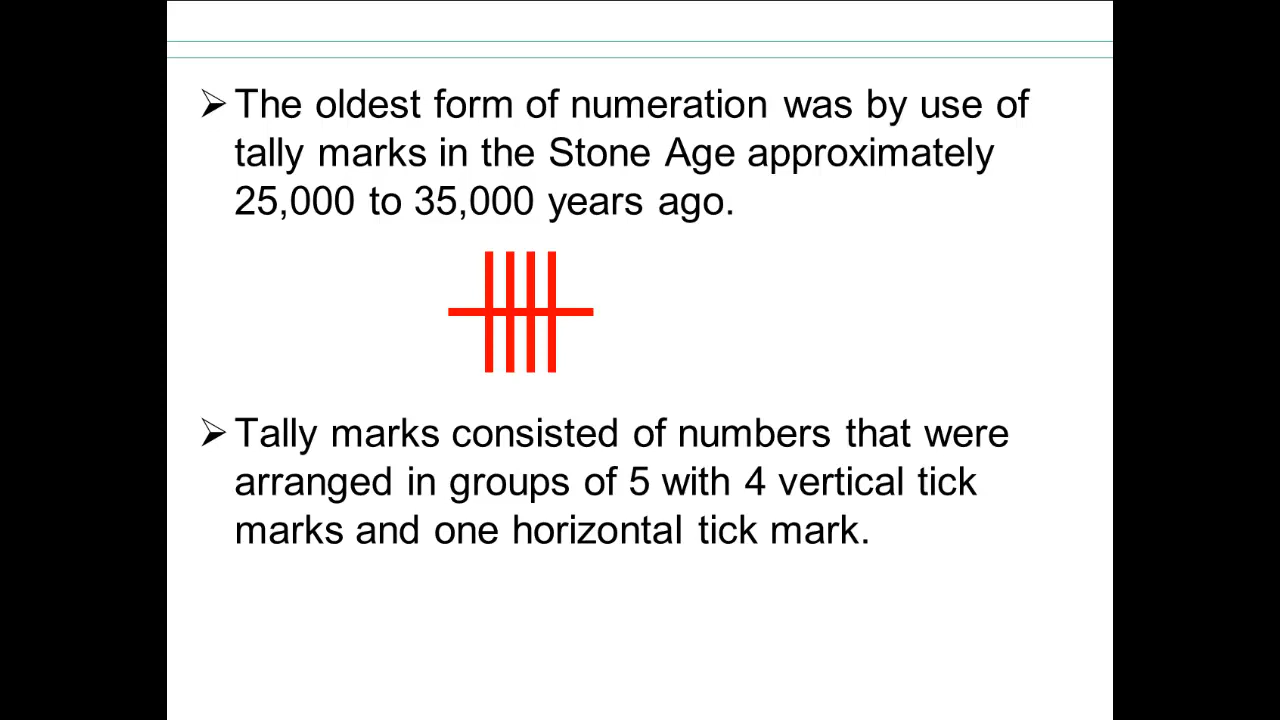 ➢ The oldest form of numeration was by use of
tally marks in the Stone Age approximately
25,000 to 35,000 years ago.
➢ Tally marks consisted of numbers that were
arranged in groups of 5 with 4 vertical tick
marks and one horizontal tick mark.